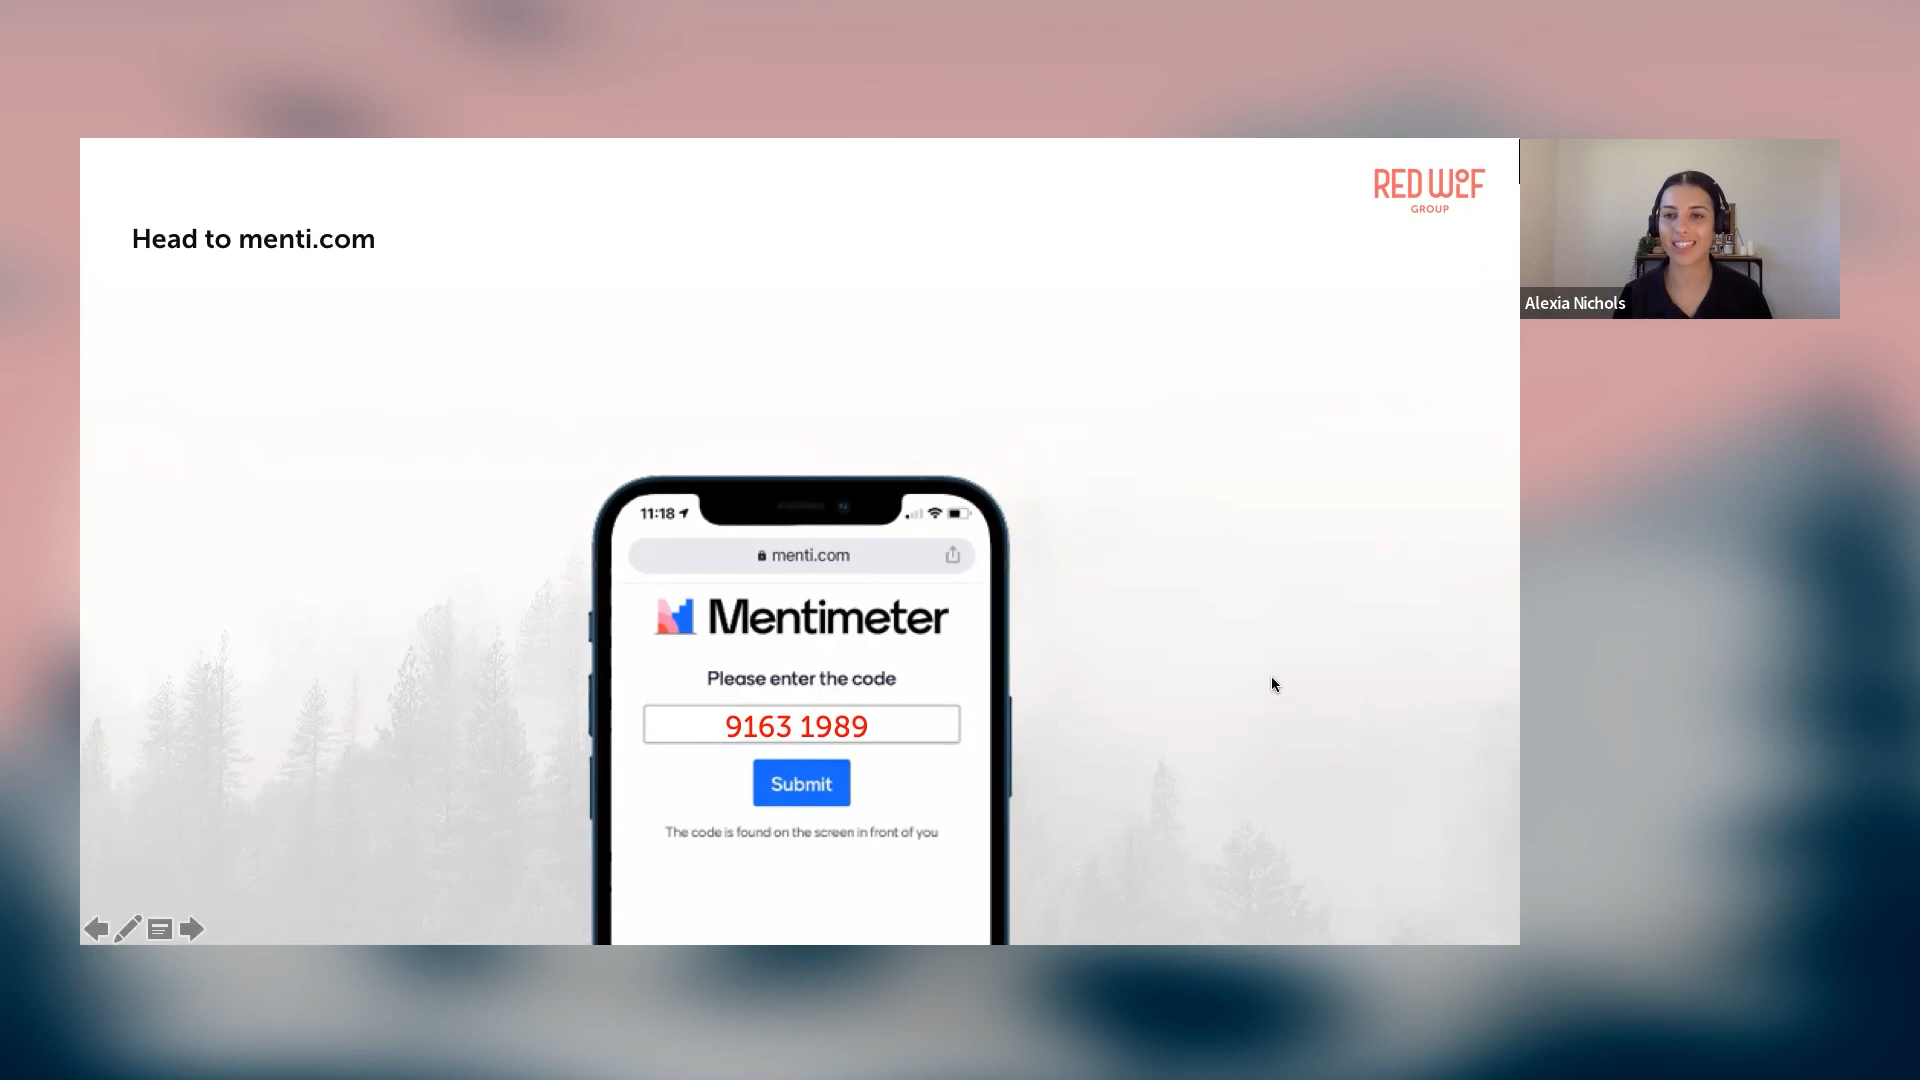 RED WOLF
GROUP
Head to menti.com
Alexia Nichols
11:18
menti.com
Mentimeter
Please enter the code
9163 1989
Submit
The code is found on the screen in front of you